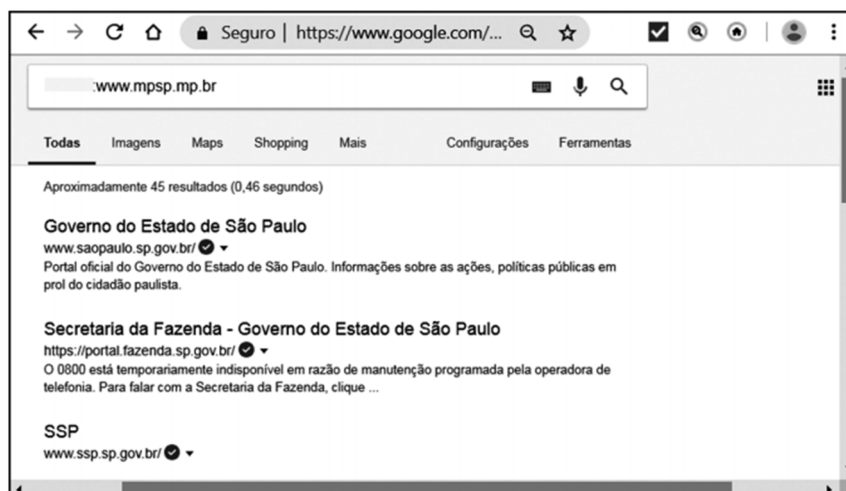 Seguro | https://www.google.com/...
:www.mpsp.mp.br
Todas Imagens Maps Shopping Mais Configurações Ferramentas
Aproximadamente 45 resultados (0,46 segundos)
Governo do Estado de São Paulo
www.saopaulo.sp.gov.br/
Portal oficial do Governo do Estado de São Paulo. Informações sobre as ações, políticas públicas em
prol do cidadão paulista.
Secretaria da Fazenda - Governo do Estado de São Paulo
https://portal.fazenda.sp.gov.br/
O 0800 está temporariamente indisponível em razão de manutenção programada pela operadora de
telefonia. Para falar com a Secretaria da Fazenda, clique ...
SSP
www.ssp.sp.gov.br/